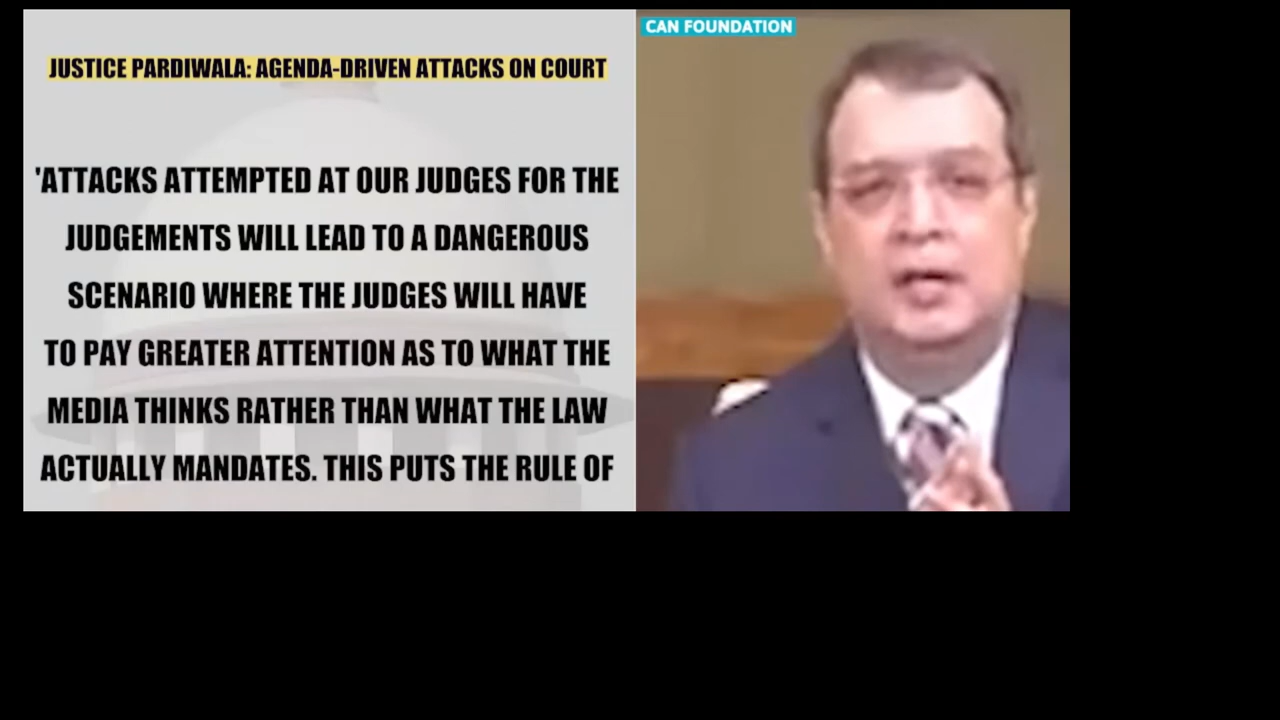 JUSTICE PARDIWALA: AGENDA-DRIVEN ATTACKS ON COURT
'ATTACKS ATTEMPTED AT OUR JUDGES FOR THE
JUDGEMENTS WILL LEAD TO A DANGEROUS
SCENARIO WHERE THE JUDGES WILL HAVE
TO PAY GREATER ATTENTION AS TO WHAT THE
MEDIA THINKS RATHER THAN WHAT THE LAW
ACTUALLY MANDATES. THIS PUTS THE RULE OF
CAN FOUNDATION